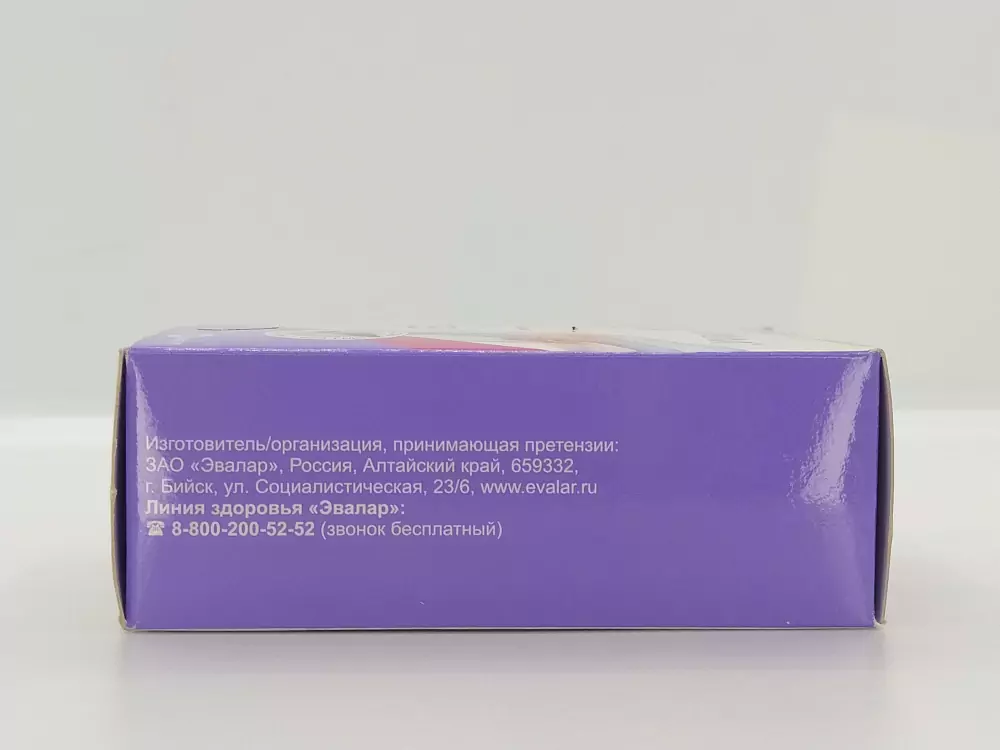 Изготовитель/организация, принимающая претензии:
ЗАО «Эвалар», Россия, Алтайский край, 659332,
г. Бийск, ул. Социалистическая, 23/6, www.evalar.ru
Линия здоровья «Эвалар»:
☎ 8-800-200-52-52 (звонок бесплатный)